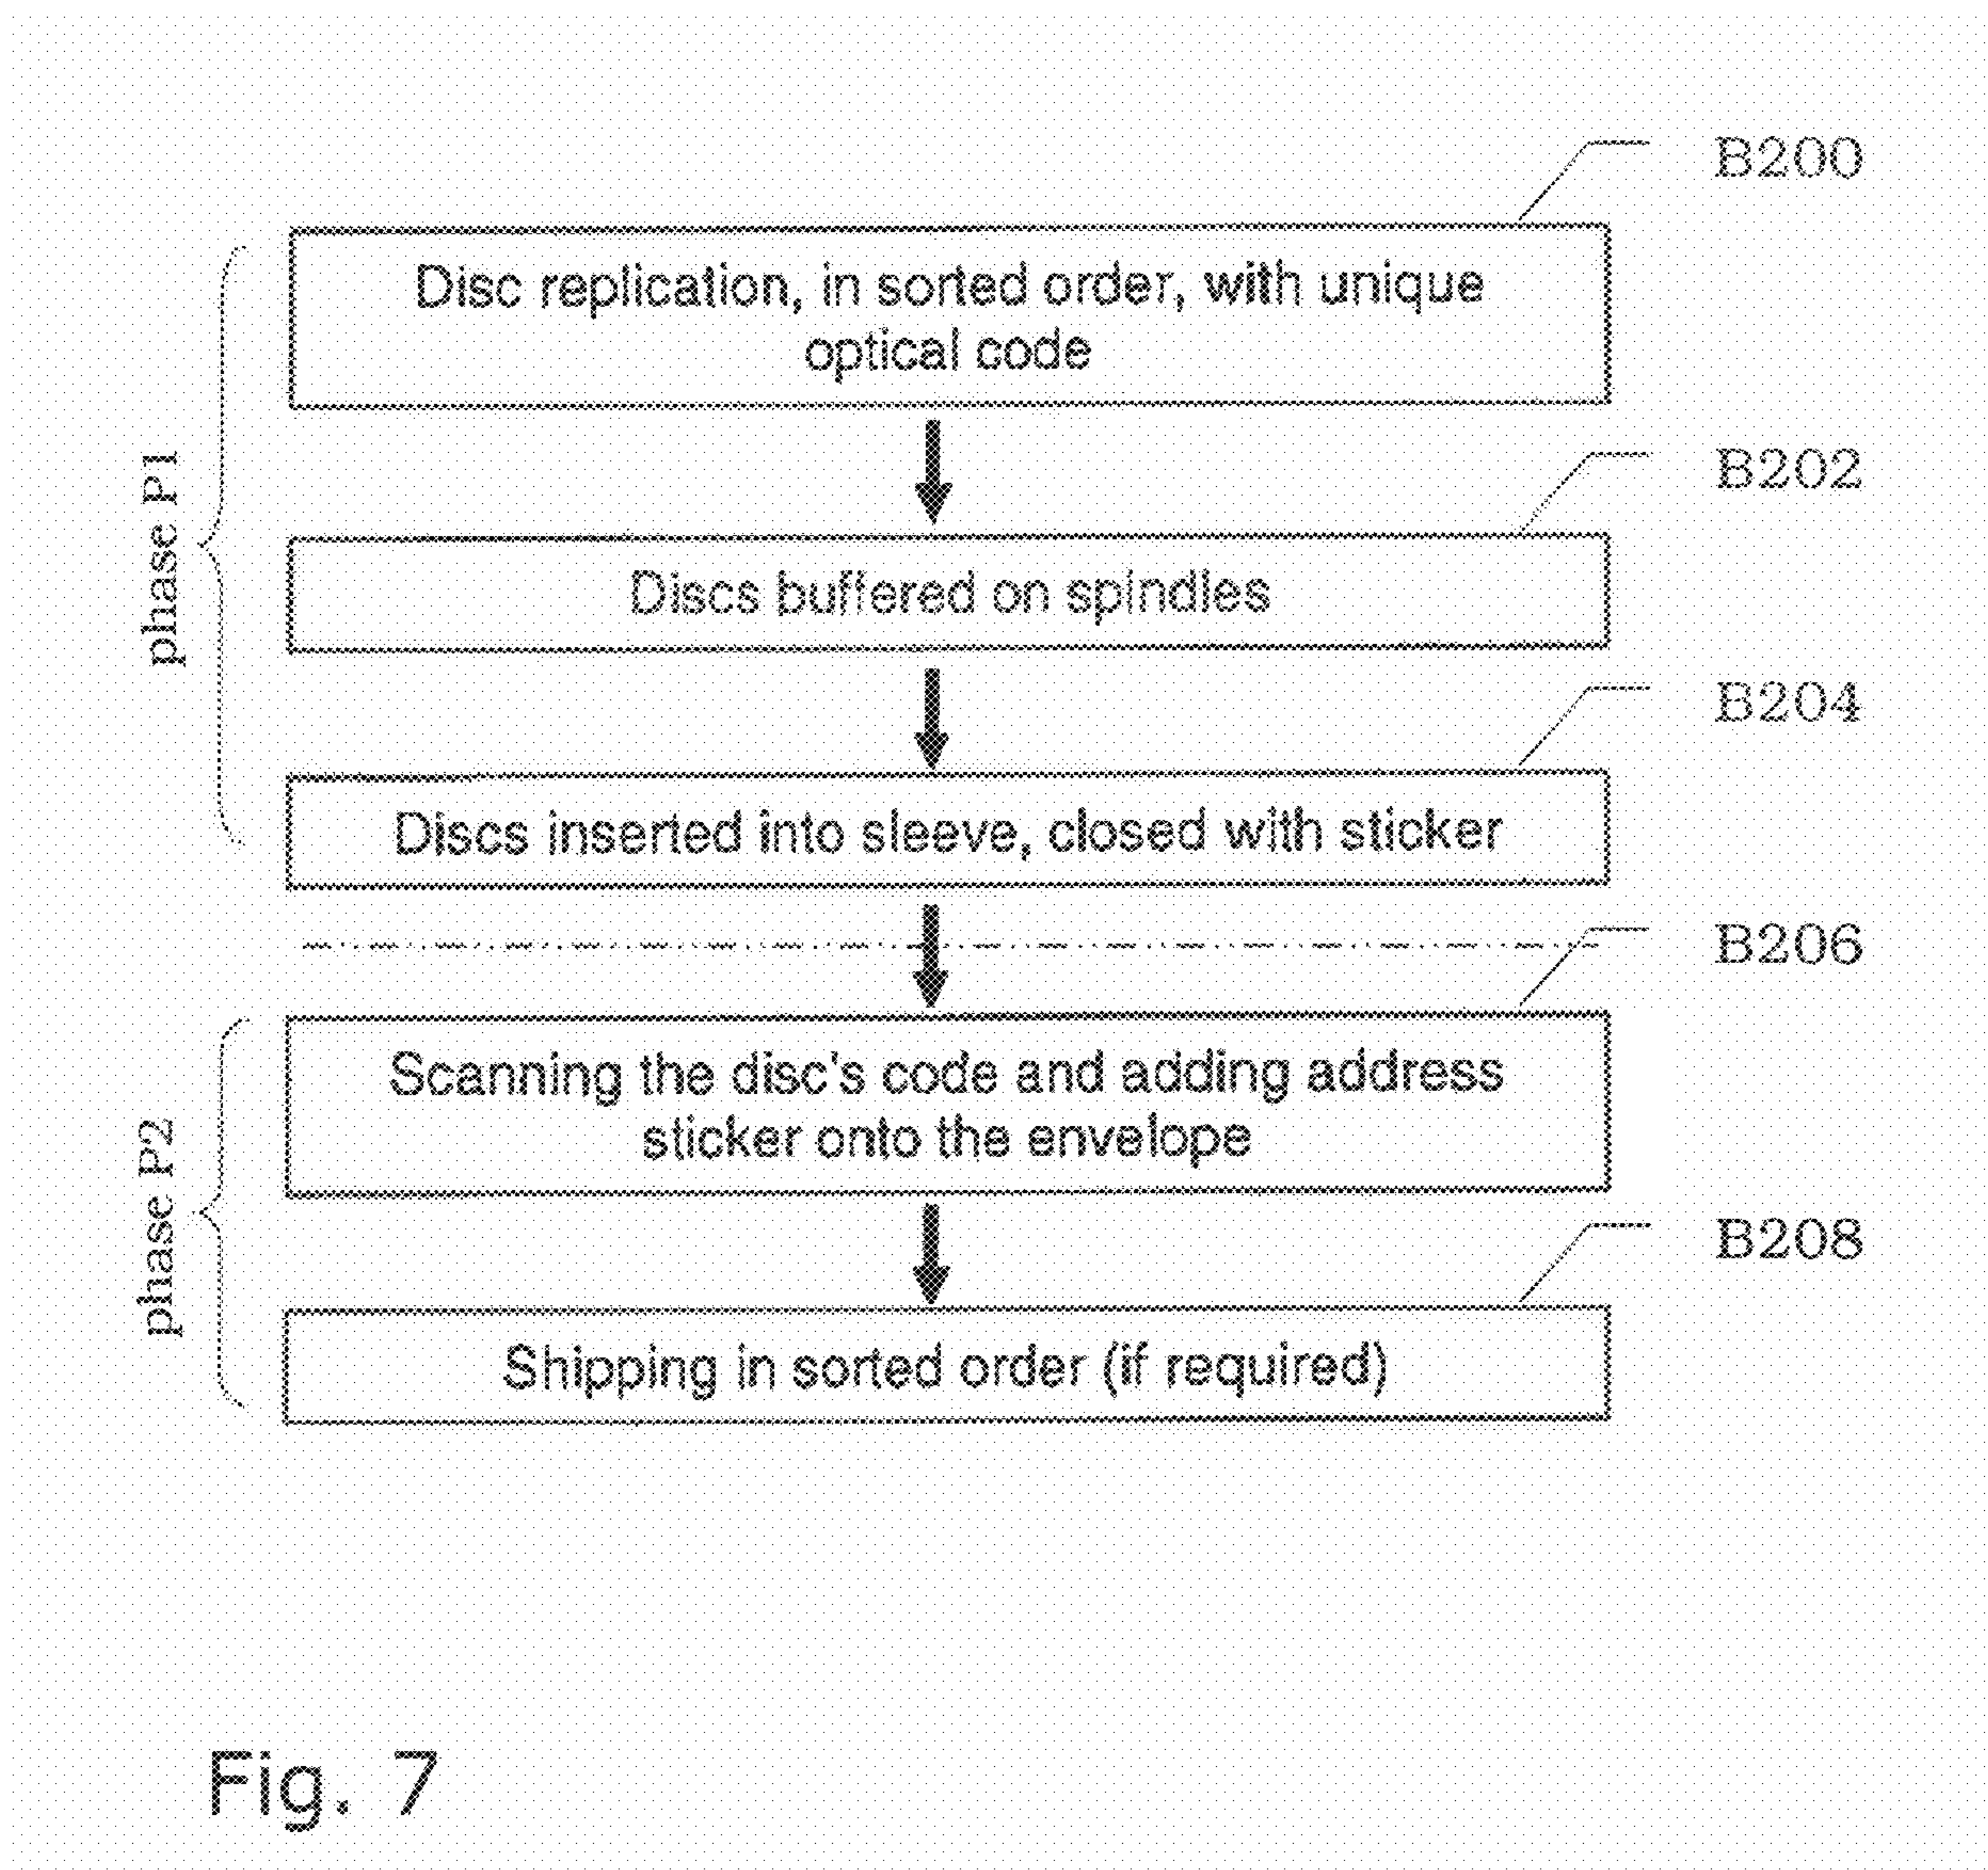 B200
Disc replication, in sorted order, with unique
optical code
B202
Discs buffered on spindles
phase P1
B204
Discs inserted into sleeve, closed with sticker
B206
Scanning the disc's code and adding address
sticker onto the envelope
phase P2
B208
Shipping in sorted order (if required)
Fig. 7